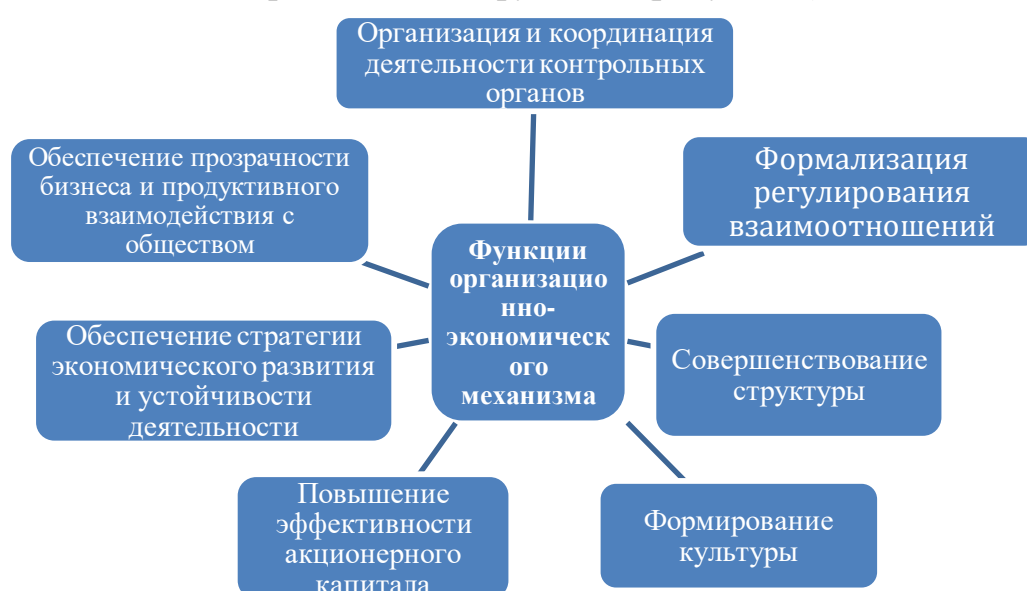 Организация и координация
деятельности контрольных
органов
Обеспечение прозрачности
бизнеса и продуктивного
взаимодействия с
обществом
Формализация
регулирования
взаимоотношений
Функции
организацио
нно-
экономическ
ого
механизма
Обеспечение стратегии
экономического развития
и устойчивости
деятельности
Совершенствование
структуры
Повышение
эффективности
акционерного
капитала
Формирование
культуры